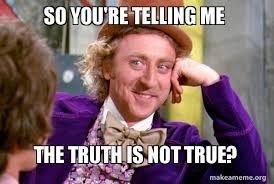 SO YOU'RE TELLING ME
THE TRUTH IS NOT TRUE?
makeameme.org